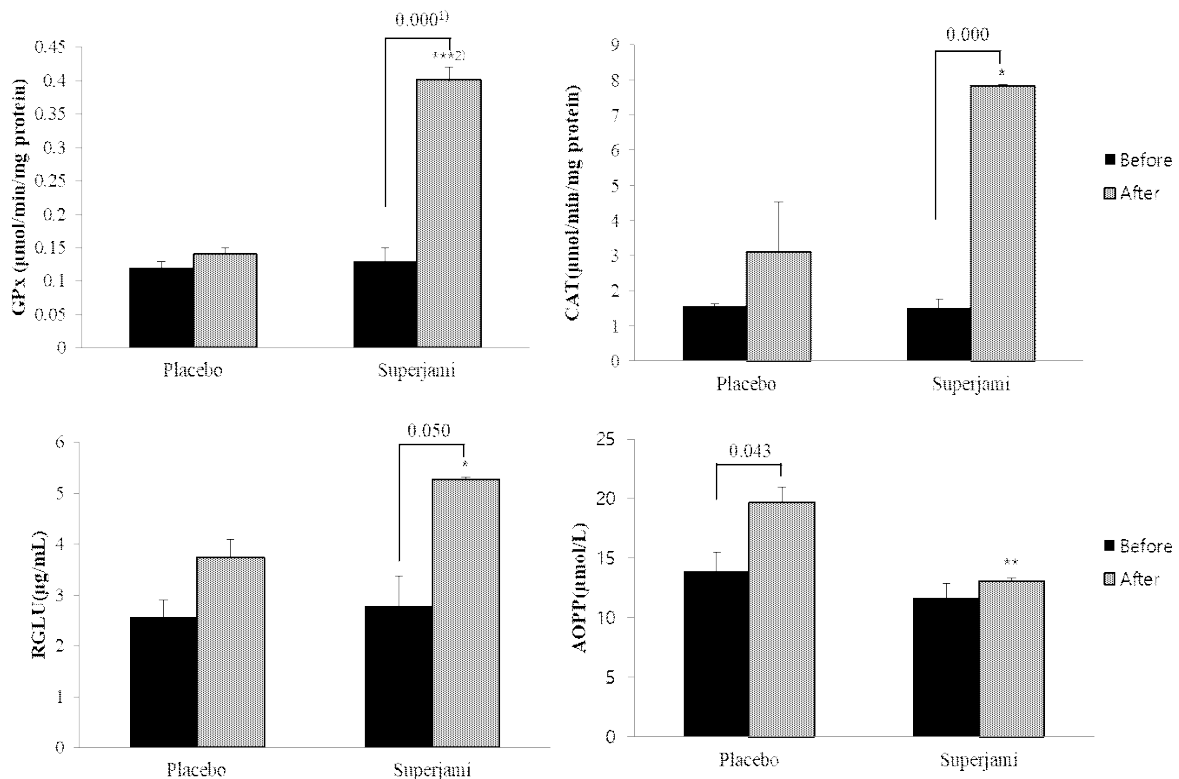 0.000¹⁾
***2)
GPx (μmol/min/mg protein)
0.45
0.4
0.35
0.3
0.25
0.2
0.15
0.1
0.05
0
Placebo
Superjami
0.000
*
CAT(μmol/min/mg protein)
9
8
7
6
5
4
3
2
1
0
Placebo
Superjami
Before
After
0.050
*
RGLU(μg/mL)
6
5
4
3
2
1
0
Placebo
Superjami
0.043
**
AOPP(μmol/L)
25
20
15
10
5
0
Placebo
Superjami
Before
After